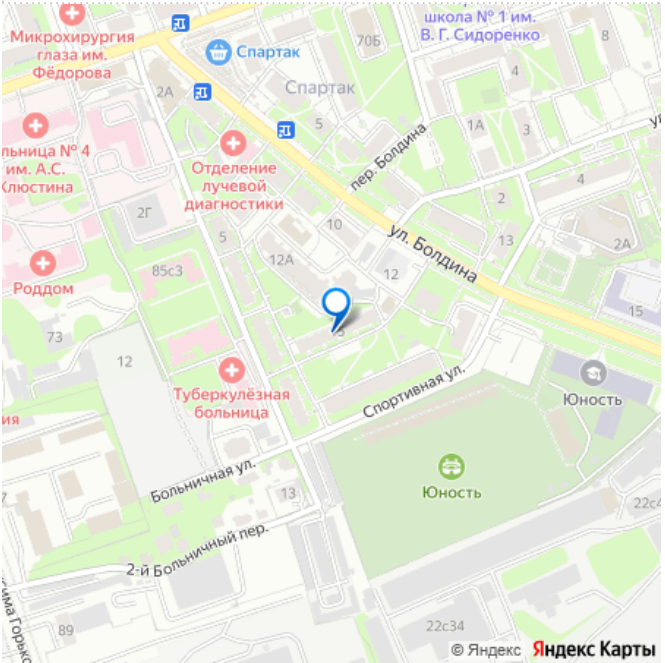 школа № 1 им.
В. Г. Сидоренко
8
Микрохирургия
глаза им.
Фёдорова
Спартак
70Б
4
2А
Спартак
5
1А
3
льница № 4
им. А.С.
Клюстина
Отделение
лучевой
диагностики
пер. Болдина
4
2
2Г
5
10
ул. Болдина
13
2А
Роддом
85с3
12А
12
15
73
12
5
Туберкулёзная
больница
Спортивная ул.
Юность
ия
Больничная ул.
13
Юность
2-й Больничный пер.
22с4
89
22с34
© Яндекс Яндекс Карты